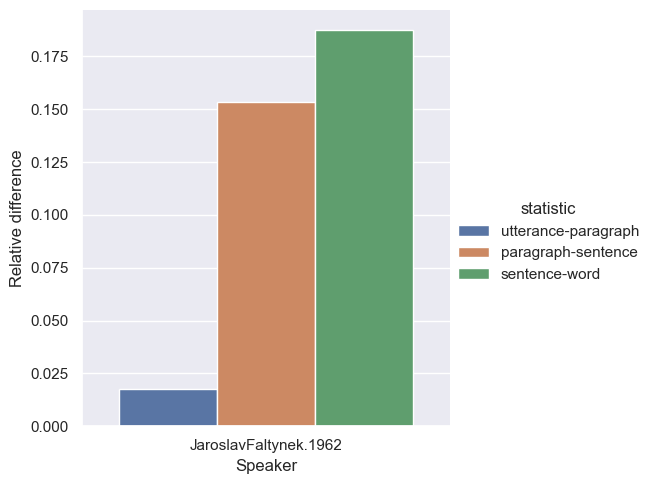 0.175
0.150
0.125
0.100
0.075
0.050
0.025
0.000
Relative difference
JaroslavFaltynek.1962
Speaker
statistic
utterance-paragraph
paragraph-sentence
sentence-word